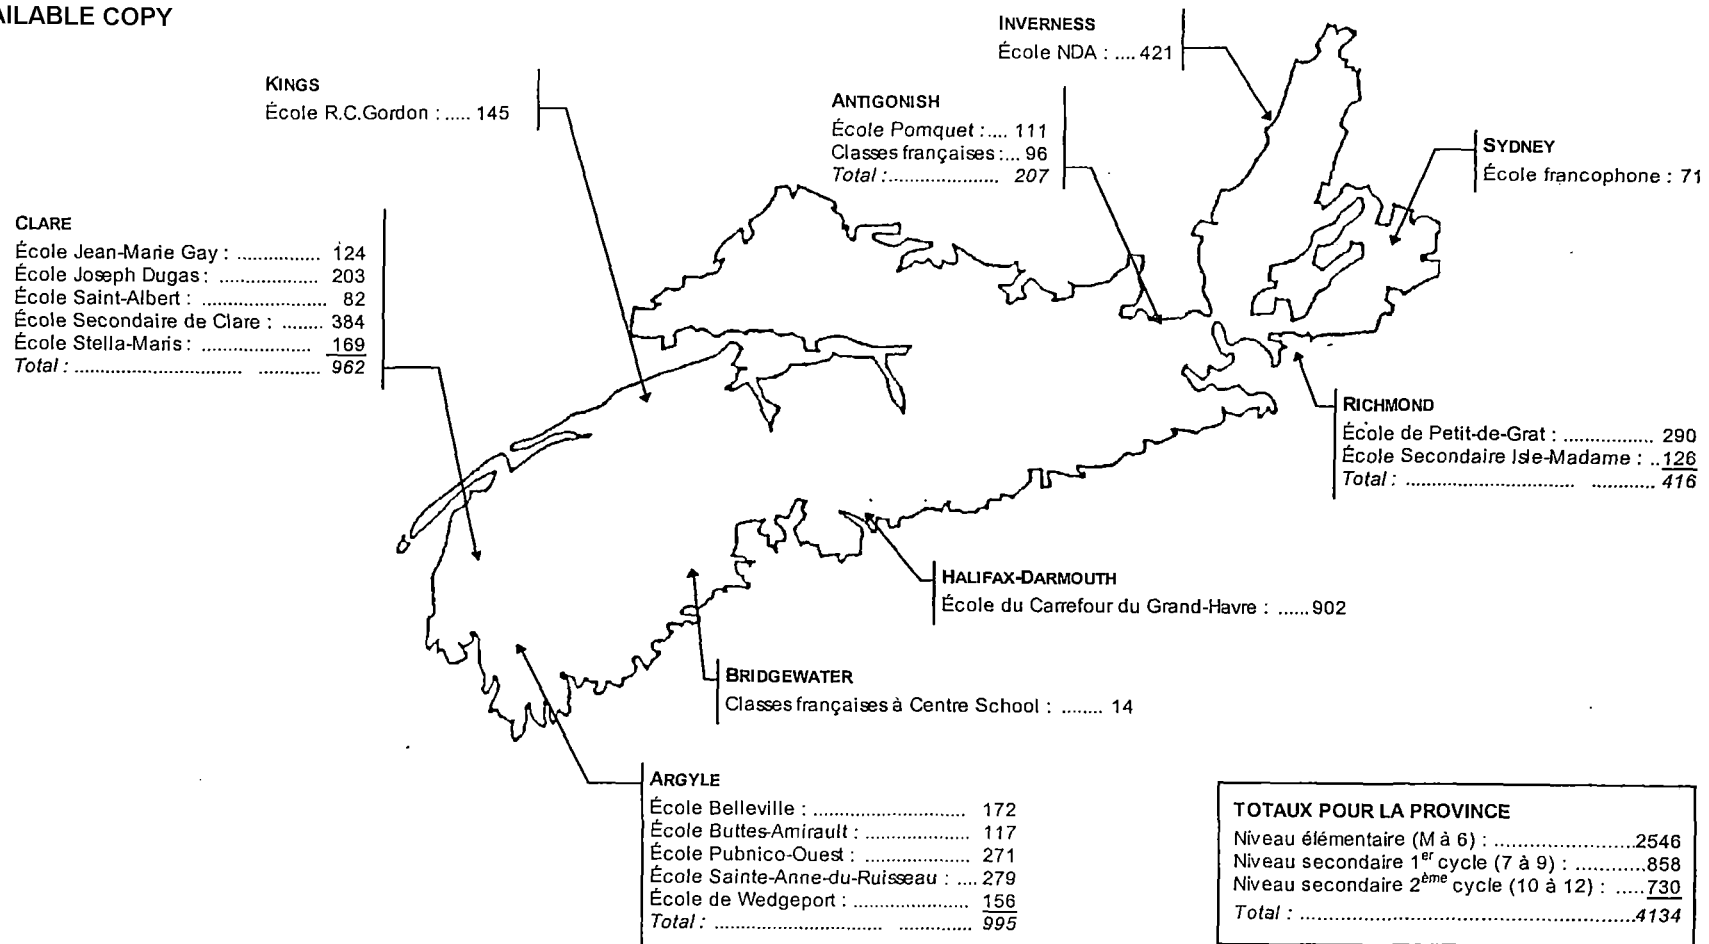 AILABLE COPY
INVERNESS
École NDA : .... 421
KINGS
École R.C.Gordon : ..... 145
ANTIGONISH
École Pomquet : .... 111
Classes françaises :... 96
Total :..................... 207
SYDNEY
École francophone : 71
CLARE
École Jean-Marie Gay : ................ 124
École Joseph Dugas : ................... 203
École Saint-Albert : ....................... 82
École Secondaire de Clare : ........ 384
École Stella-Maris : ..................... 169
Total : ................................ ............ 962
RICHMOND
École de Petit-de-Grat : ................. 290
École Secondaire Isle-Madame : ..126
Total : ................................ ............ 416
HALIFAX-DARMOUTH
École du Carrefour du Grand-Havre : ......902
BRIDGEWATER
Classes françaises à Centre School : ........ 14
ARGYLE
École Belleville : ............................. 172
École Buttes-Amirault : .................... 117
École Pubnico-Ouest : .................... 271
École Sainte-Anne-du-Ruisseau : .... 279
École de Wedgeport : ...................... 156
Total : ................................ .............. 995
TOTAUX POUR LA PROVINCE
Niveau élémentaire (M à 6) : ...........................2546
Niveau secondaire 1er cycle (7 à 9) : .............858
Niveau secondaire 2ème cycle (10 à 12) : .....730
Total : ................................................................4134